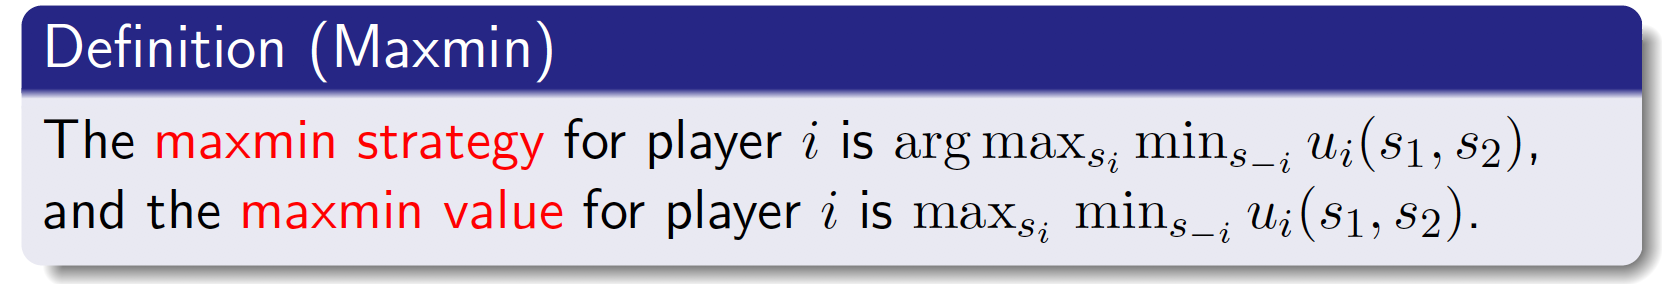 Definition (Maxmin)
The maxmin strategy for player i is arg max_{s_i} min_{s_{-i}} u_i(s_1, s_2),
and the maxmin value for player i is max_{s_i} min_{s_{-i}} u_i(s_1, s_2).